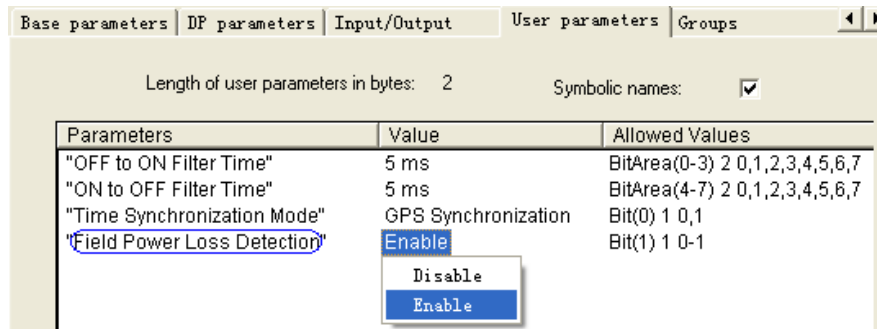 Base parameters DP parameters Input/Output User parameters Groups
Length of user parameters in bytes: 2 Symbolic names:
Parameters Value Allowed Values
"OFF to ON Filter Time" 5 ms BitArea(0-3) 2 0,1,2,3,4,5,6,7
"ON to OFF Filter Time" 5 ms BitArea(4-7) 2 0,1,2,3,4,5,6,7
"Time Synchronization Mode" GPS Synchronization Bit(0) 1 0,1
"Field Power Loss Detection" Enable Bit(1) 1 0-1
Disable
Enable